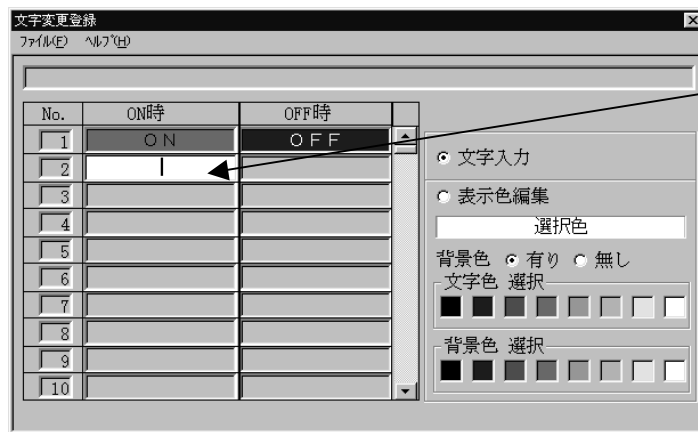 文字変更登録
ファイル(F) ヘルプ(H)
No. ON時 OFF時
1 ON OFF
2
3
4
5
6
7
8
9
10
文字入力
表示色編集
選択色
背景色 有り 無し
文字色 選択
背景色 選択